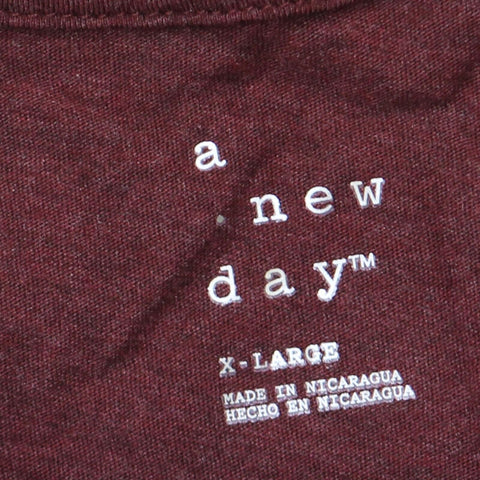 a
new
day™
X-LARGE
MADE IN NICARAGUA
HECHO EN NICARAGUA